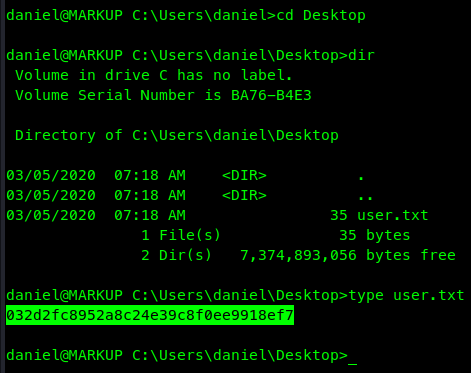 daniel@MARKUP C:\Users\daniel>cd Desktop
daniel@MARKUP C:\Users\daniel\Desktop>dir
Volume in drive C has no label.
Volume Serial Number is BA76-B4E3
Directory of C:\Users\daniel\Desktop
03/05/2020  07:18 AM    <DIR>          .
03/05/2020  07:18 AM    <DIR>          ..
03/05/2020  07:18 AM                35 user.txt
1 File(s)             35 bytes
2 Dir(s)   7,374,893,056 bytes free
daniel@MARKUP C:\Users\daniel\Desktop>type user.txt
032d2fc8952a8c24e39c8f0ee9918ef7
daniel@MARKUP C:\Users\daniel\Desktop>_